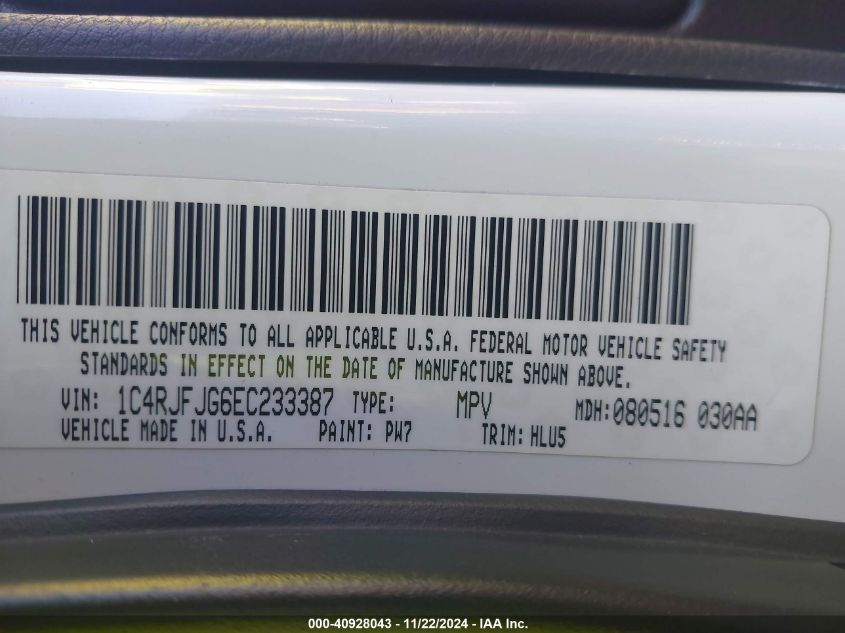 THIS VEHICLE CONFORMS TO ALL APPLICABLE U.S.A. FEDERAL MOTOR VEHICLE SAFETY
STANDARDS IN EFFECT ON THE DATE OF MANUFACTURE SHOWN ABOVE.
VIN: 1C4RJFJG6EC233387 TYPE: MPV MDH: 080516 030AA
VEHICLE MADE IN U.S.A. PAINT: PW7 TRIM: HLU5
000-40928043 - 11/22/2024 - IAA Inc.